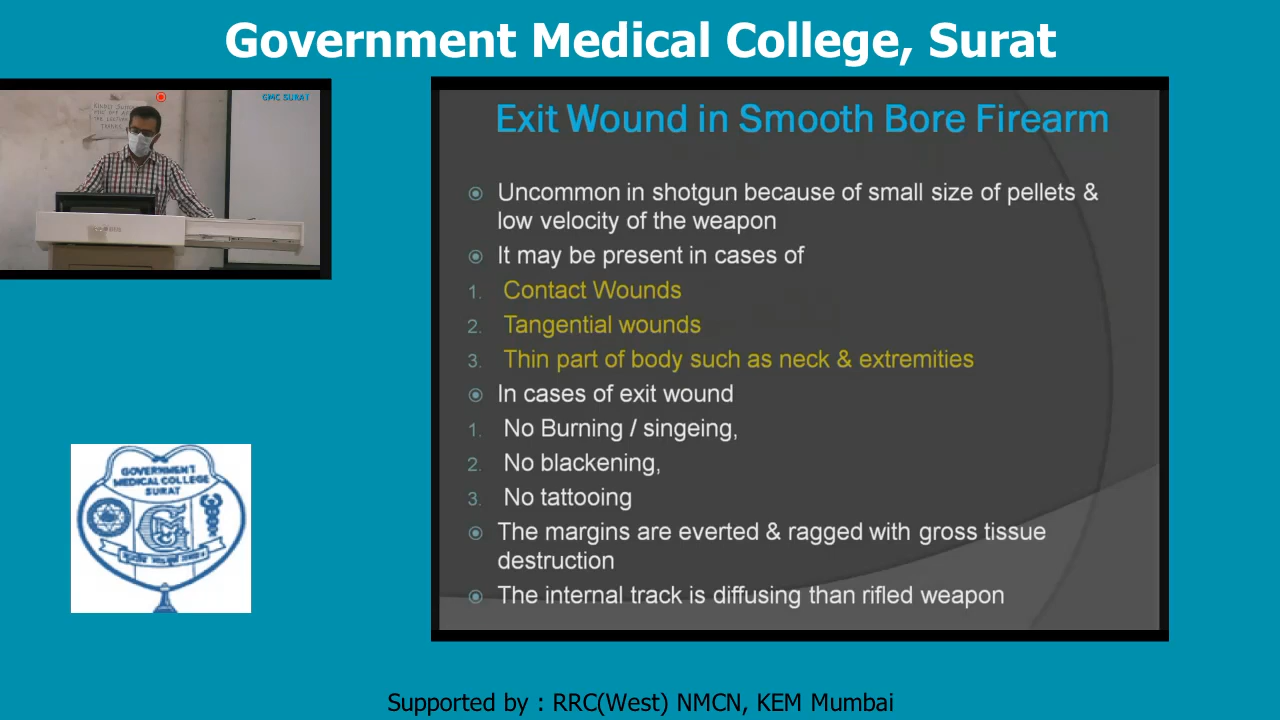 Government Medical College, Surat
GMC SURAT
Exit Wound in Smooth Bore Firearm
Uncommon in shotgun because of small size of pellets &
low velocity of the weapon
It may be present in cases of
1. Contact Wounds
2. Tangential wounds
3. Thin part of body such as neck & extremities
In cases of exit wound
1. No Burning / singeing,
2. No blackening,
3. No tattooing
The margins are everted & ragged with gross tissue
destruction
The internal track is diffusing than rifled weapon
GOVERNMENT
MEDICAL COLLEGE
SURAT
Supported by : RRC(West) NMCN, KEM Mumbai